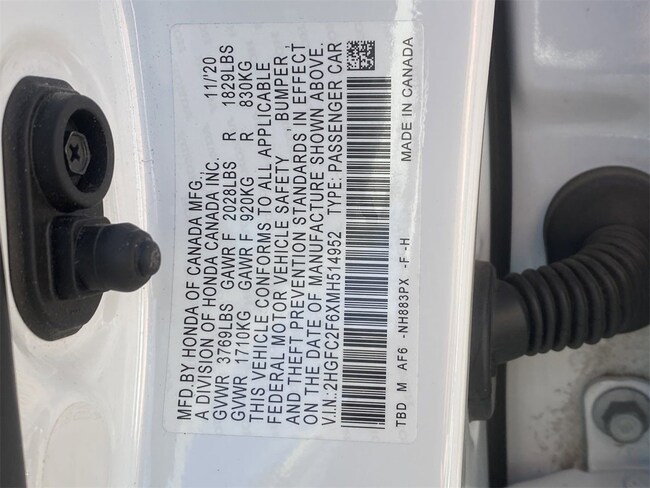 MFD.BY HONDA OF CANADA MFG., 11/'20
A DIVISION OF HONDA CANADA INC.
GVWR 3769LBS GAWR F 2028LBS R 1829LBS
GVWR 1710KG GAWR F 920KG R 830KG
THIS VEHICLE CONFORMS TO ALL APPLICABLE
FEDERAL MOTOR VEHICLE SAFETY, BUMPER,
AND THEFT PREVENTION STANDARDS IN EFFECT
ON THE DATE OF MANUFACTURE SHOWN ABOVE.
V.I.N.:2HGFC2F6XMH514952 TYPE: PASSENGER CAR
TBD M AF6 -NH883PX -F -H MADE IN CANADA